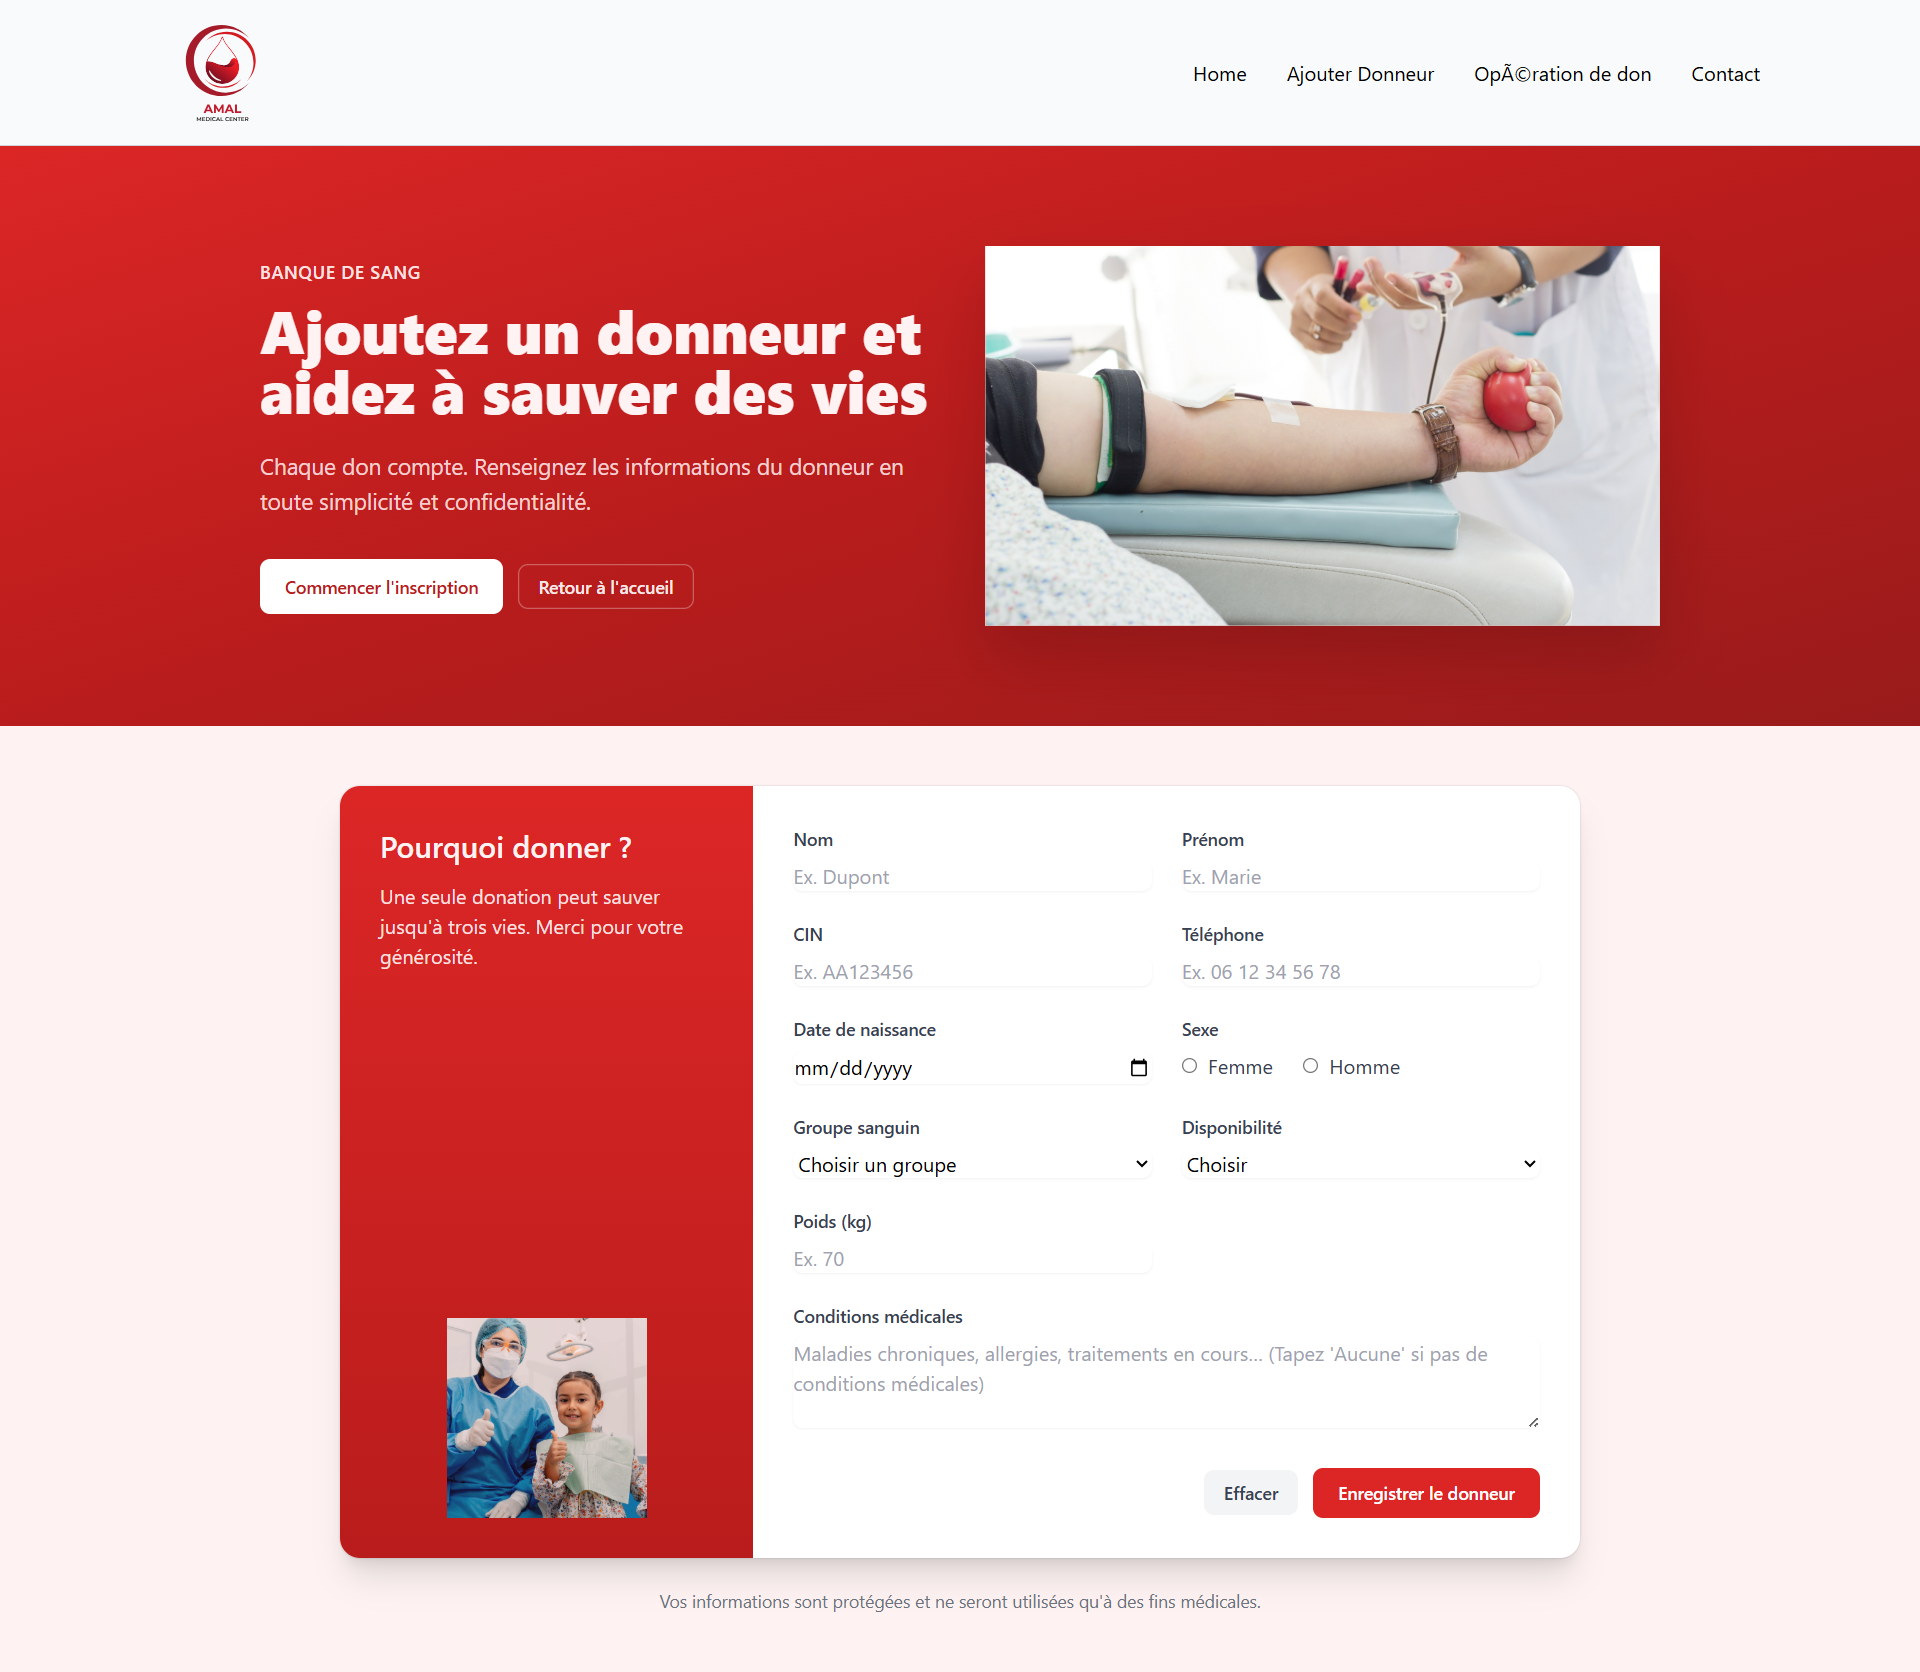 AMAL
MEDICAL CENTER
Home
Ajouter Donneur
OpÃ©ration de don
Contact
BANQUE DE SANG
Ajoutez un donneur et
aidez à sauver des vies
Chaque don compte. Renseignez les informations du donneur en
toute simplicité et confidentialité.
Commencer l'inscription
Retour à l'accueil
Pourquoi donner ?
Une seule donation peut sauver
jusqu'à trois vies. Merci pour votre
générosité.
Nom
Ex. Dupont
Prénom
Ex. Marie
CIN
Ex. AA123456
Téléphone
Ex. 06 12 34 56 78
Date de naissance
mm/dd/yyyy
Sexe
Femme
Homme
Groupe sanguin
Choisir un groupe
Disponibilité
Choisir
Poids (kg)
Ex. 70
Conditions médicales
Maladies chroniques, allergies, traitements en cours... (Tapez 'Aucune' si pas de
conditions médicales)
Effacer
Enregistrer le donneur
Vos informations sont protégées et ne seront utilisées qu'à des fins médicales.